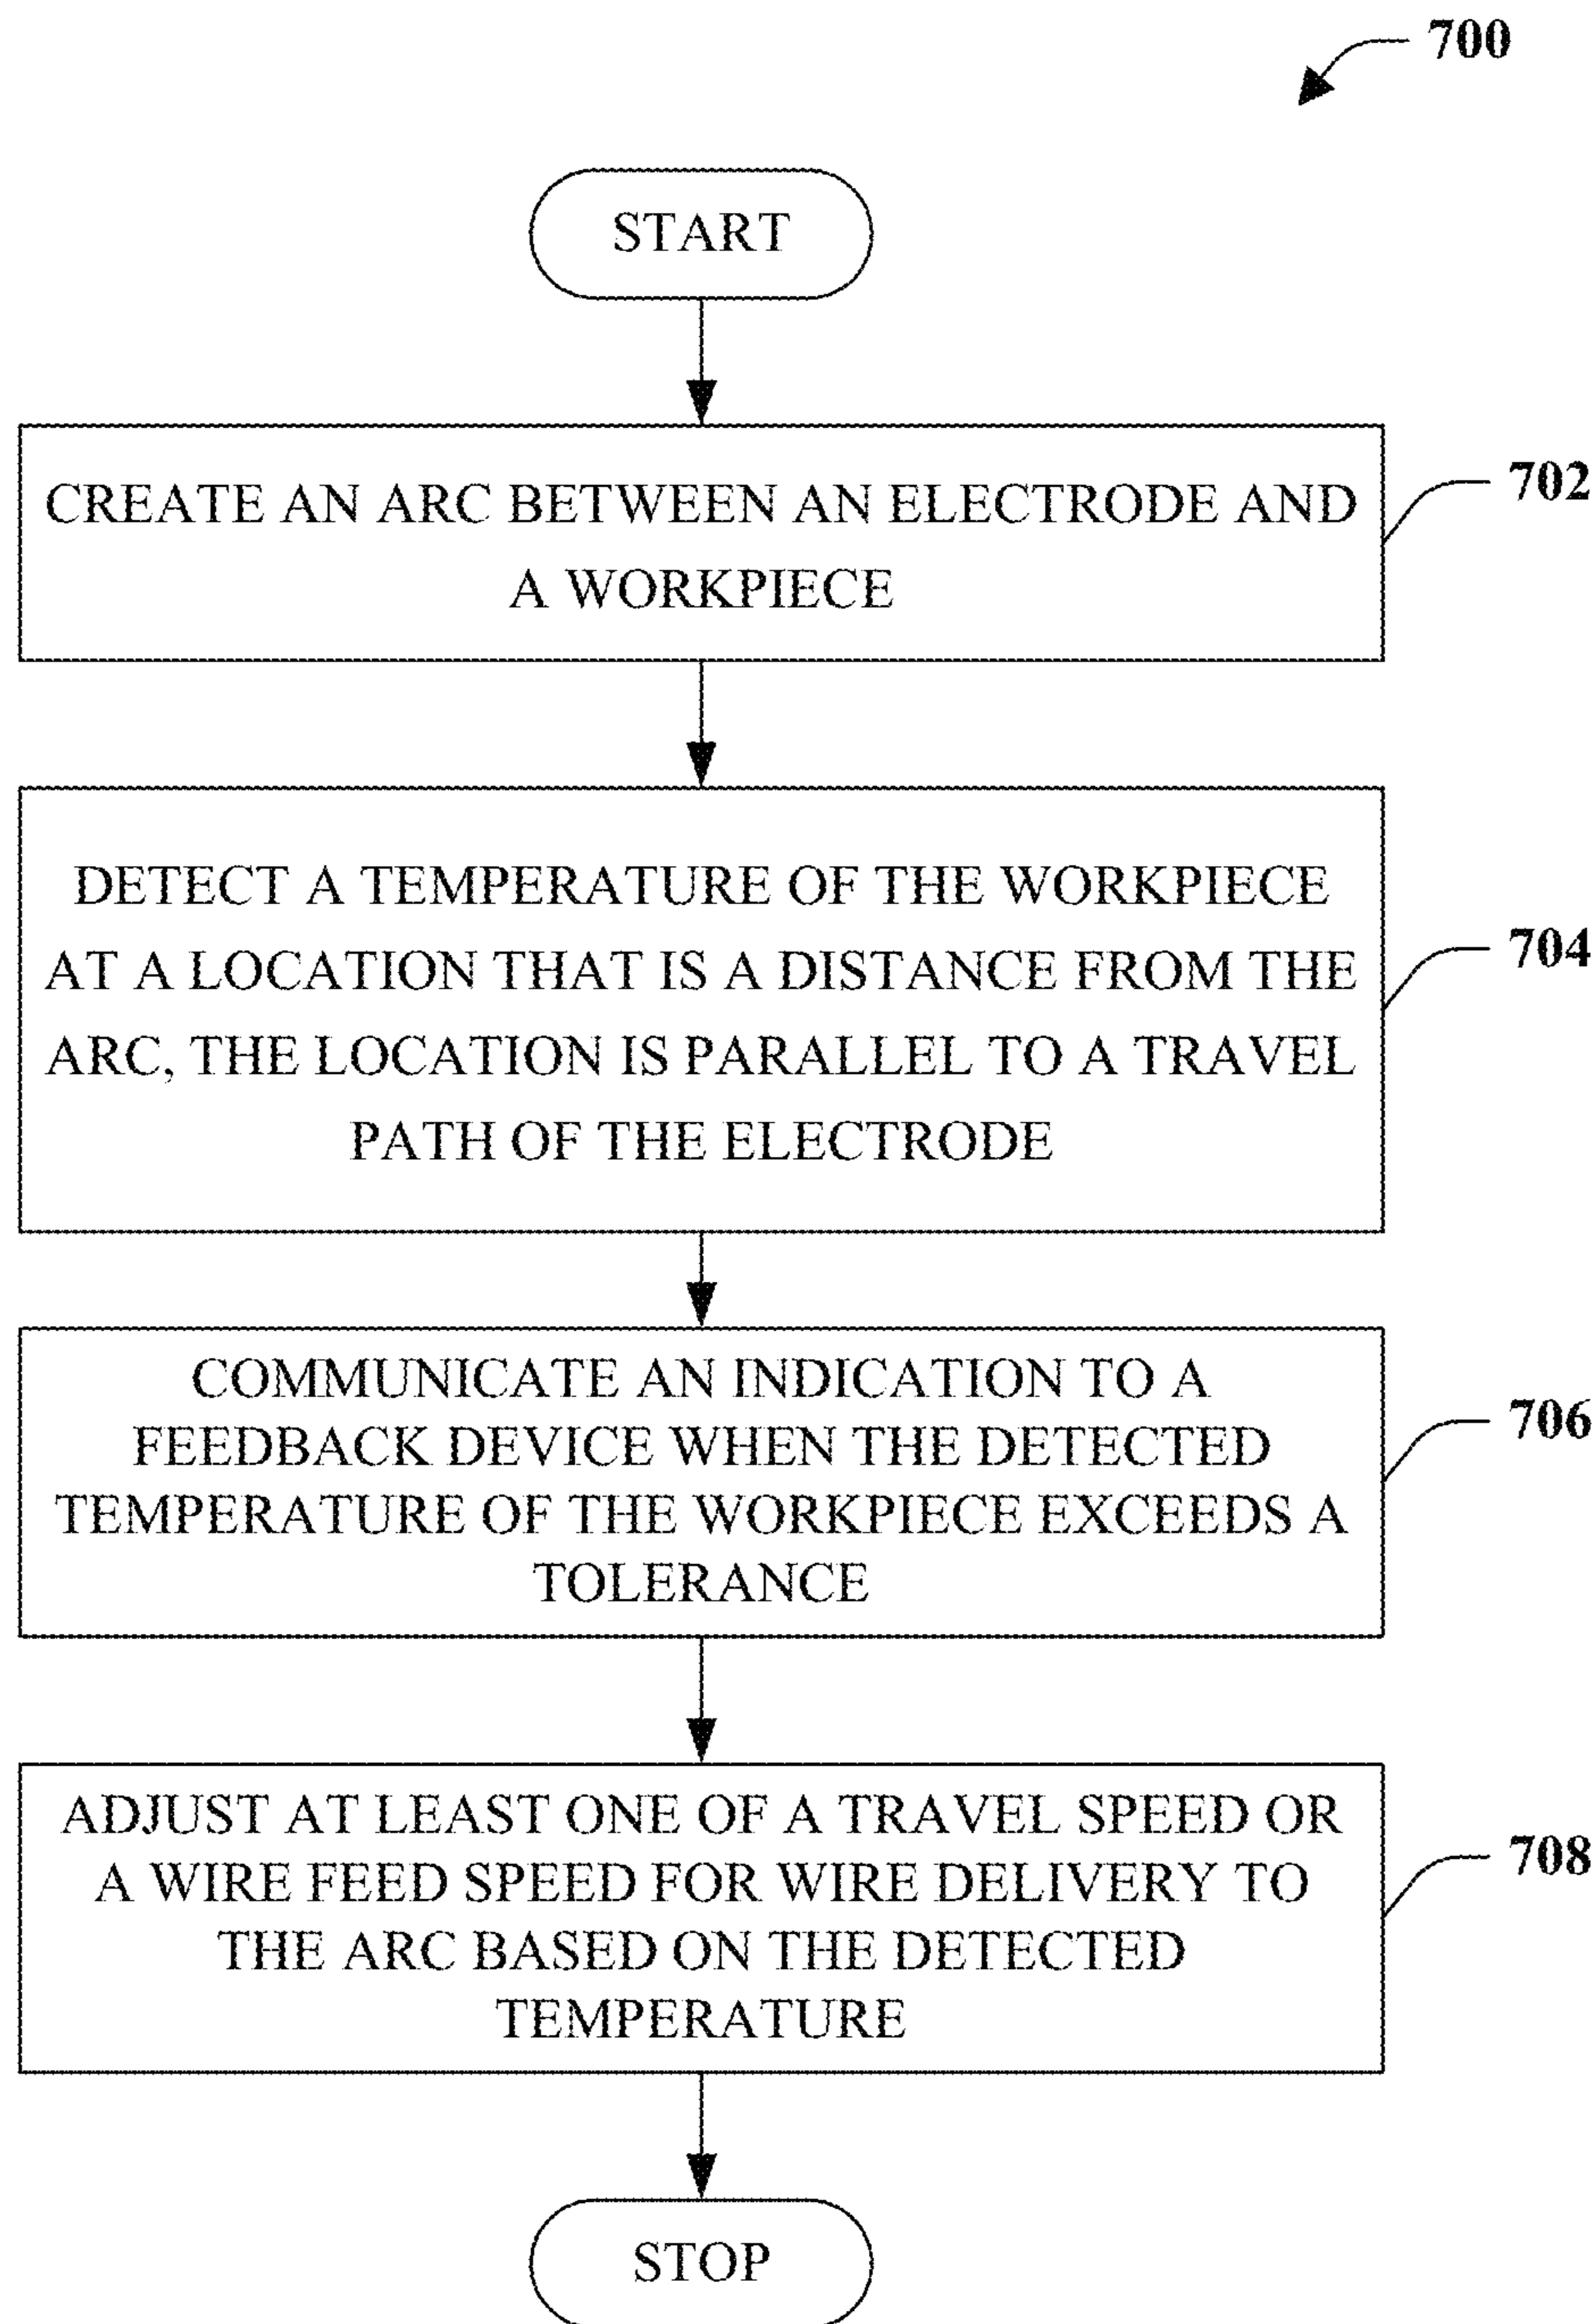 700
START
CREATE AN ARC BETWEEN AN ELECTRODE AND
A WORKPIECE
702
DETECT A TEMPERATURE OF THE WORKPIECE
AT A LOCATION THAT IS A DISTANCE FROM THE
ARC, THE LOCATION IS PARALLEL TO A TRAVEL
PATH OF THE ELECTRODE
704
COMMUNICATE AN INDICATION TO A
FEEDBACK DEVICE WHEN THE DETECTED
TEMPERATURE OF THE WORKPIECE EXCEEDS A
TOLERANCE
706
ADJUST AT LEAST ONE OF A TRAVEL SPEED OR
A WIRE FEED SPEED FOR WIRE DELIVERY TO
THE ARC BASED ON THE DETECTED
TEMPERATURE
708
STOP